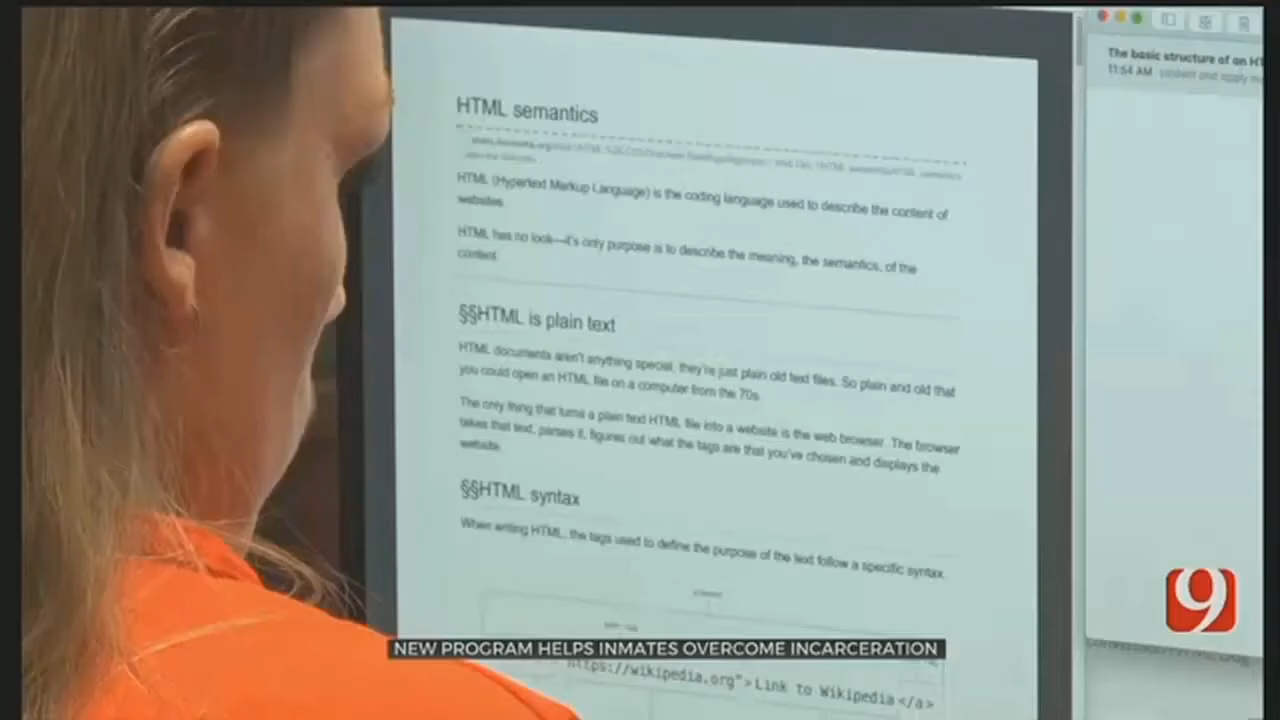 The basic structure of an HT
11:54 AM
HTML semantics
HTML (Hypertext Markup Language) is the coding language used to describe the content of
websites.
HTML has no look—it's only purpose is to describe the meaning, the semantics, of the
content.
§§HTML is plain text
HTML documents aren't anything special, they're just plain old text files. So plain and old that
you could open an HTML file on a computer from the 70s.
The only thing that turns a plain text HTML file into a website is the web browser. The browser
takes that text, parses it, figures out what the tags are that you've chosen and displays the
website.
§§HTML syntax
When writing HTML, the tags used to define the purpose of the text follow a specific syntax.
https://wikipedia.org">Link to Wikipedia</a>
NEW PROGRAM HELPS INMATES OVERCOME INCARCERATION
9